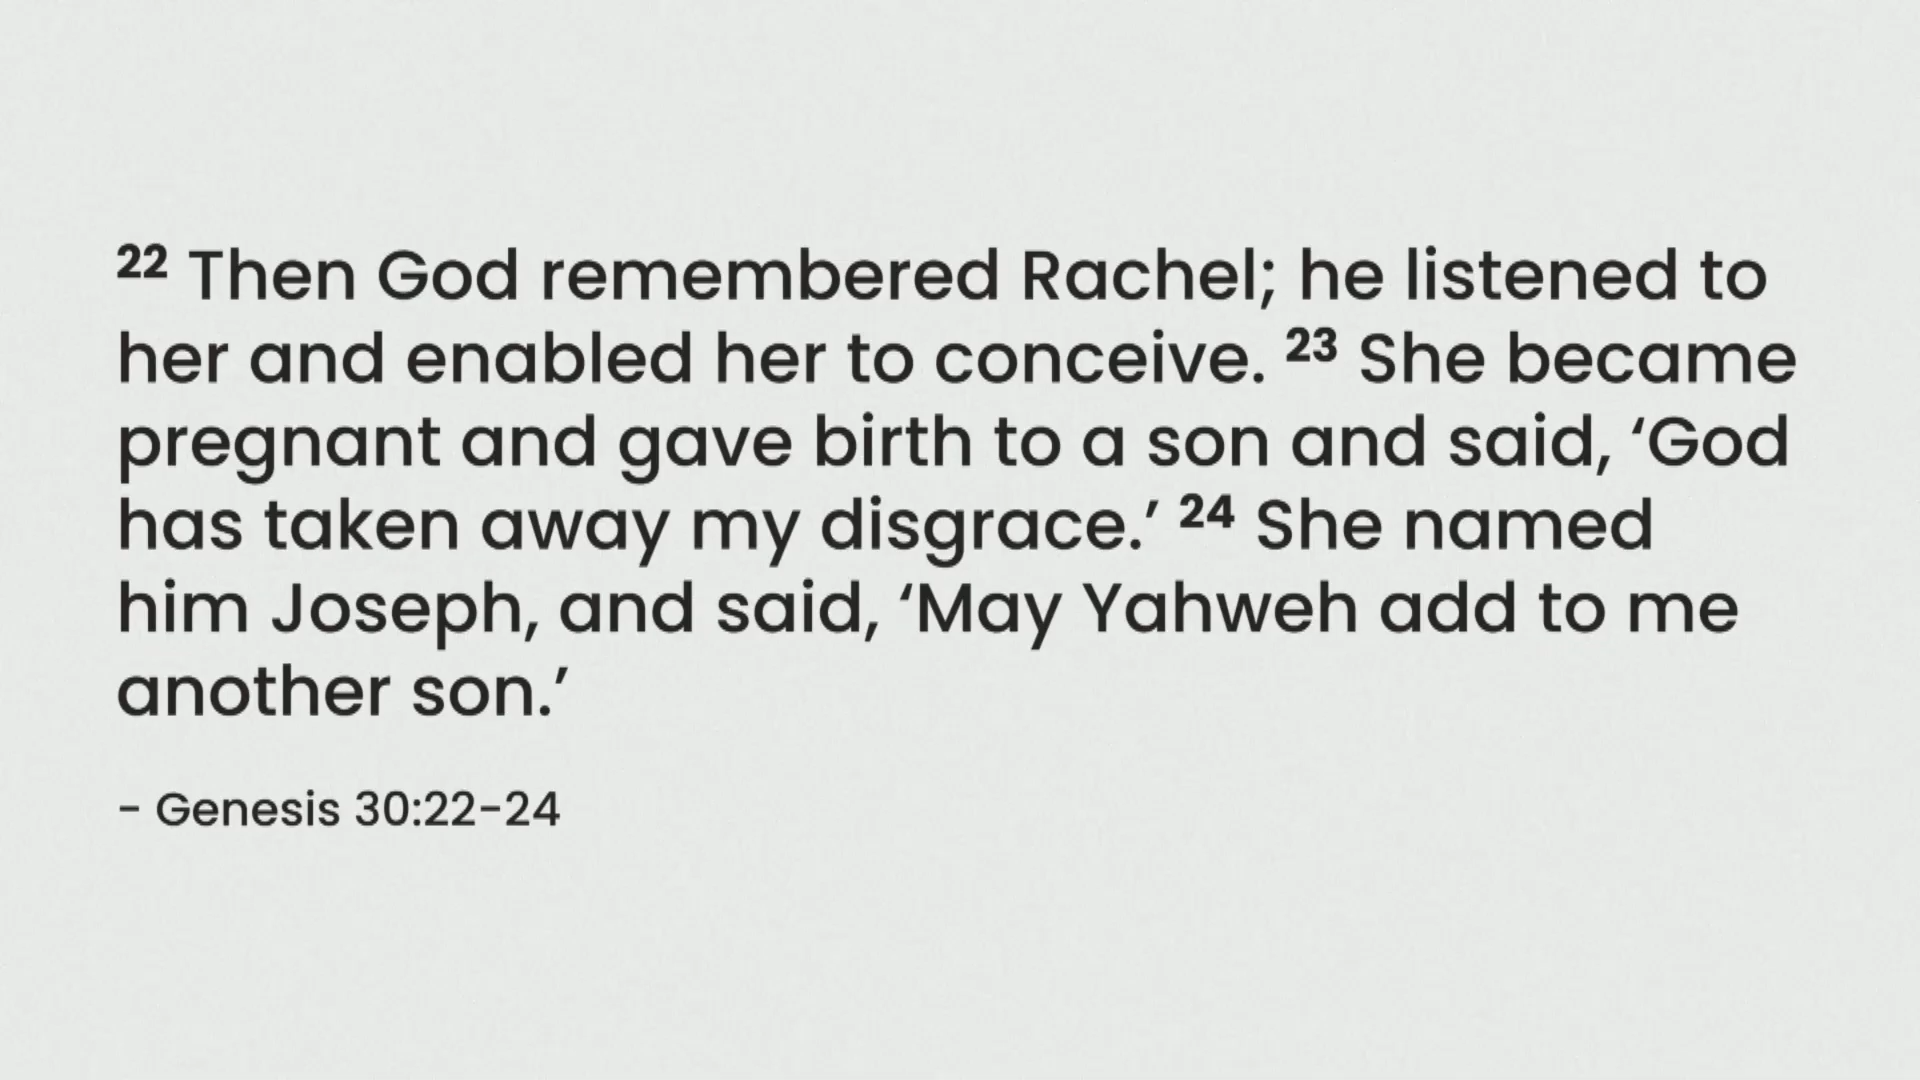 22 Then God remembered Rachel; he listened to
her and enabled her to conceive. 23 She became
pregnant and gave birth to a son and said, ‘God
has taken away my disgrace.’ 24 She named
him Joseph, and said, ‘May Yahweh add to me
another son.’
- Genesis 30:22-24